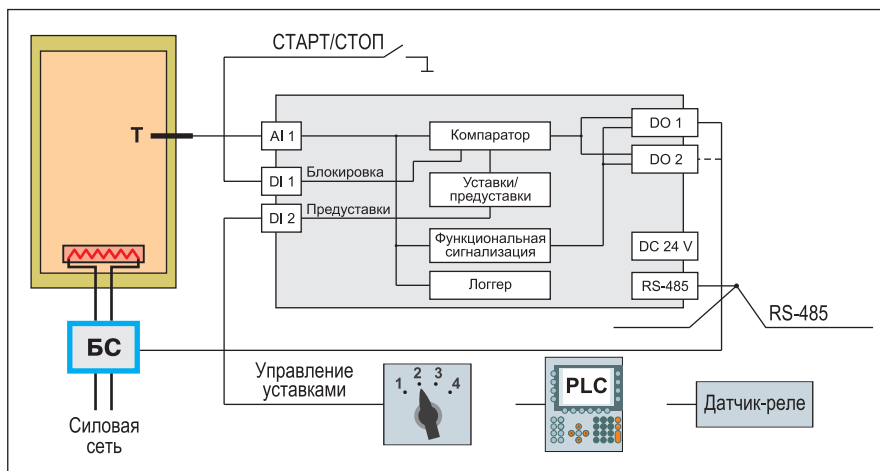 СТАРТ/СТОП
Т
AI 1
Компаратор
DO 1
DO 2
DI 1
Блокировка
Уставки/
предуставки
DI 2
Предуставки
Функциональная
сигнализация
DC 24 V
Логгер
RS-485
RS-485
БС
Управление
уставками
1
2
3
4
PLC
Датчик-реле
Силовая
сеть